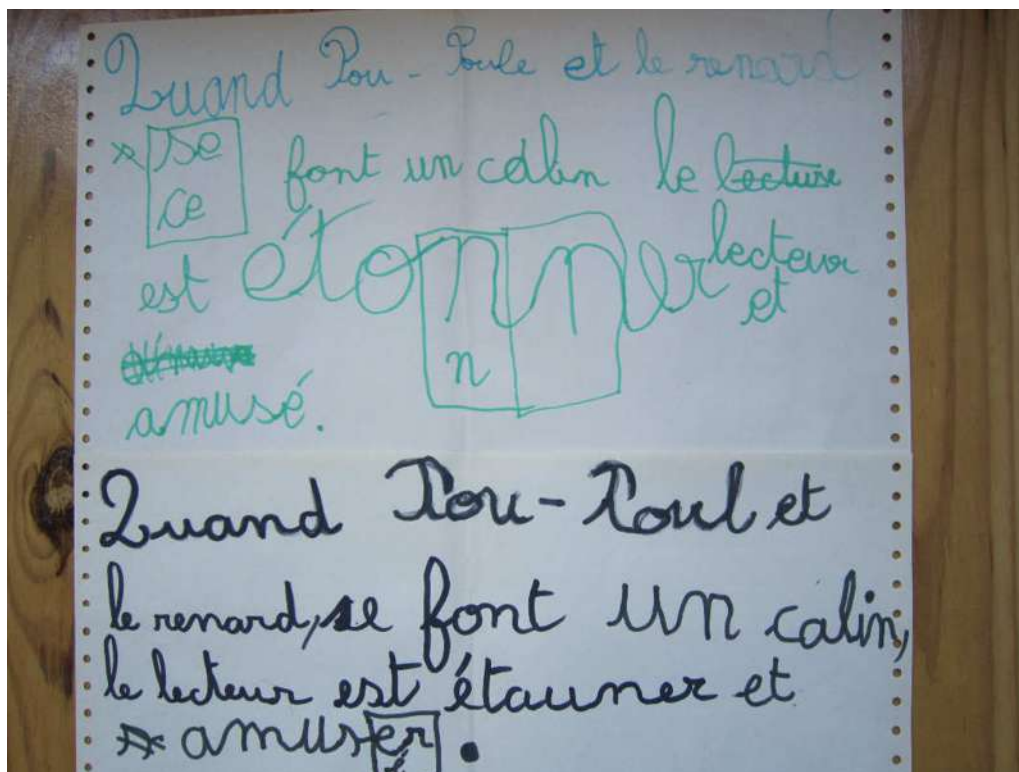 Quand Pou-Poule et le renard
se font un câlin le lecture
ce
est étonner lecteur
n et
amusé.
Quand Pou-Poul et
le renard, se font un calin,
le lecteur est étauner et
amuser.
é